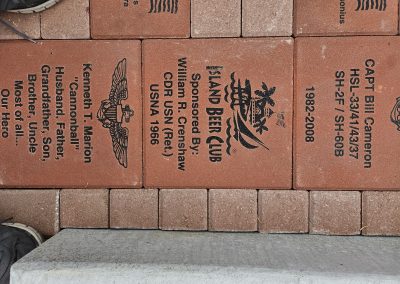 CAPT Bill Cameron
HSL-33/41/43/37
SH-2F / SH-60B
1982-2008
ISLAND BEER CLUB
Sponsored By:
William R. Crenshaw
CDR USN (Ret.)
USNA 1966
Kenneth T. Marion
"Cannonball"
Husband, Father,
Grandfather, Son,
Brother, Uncle
Most of all...
Our Hero